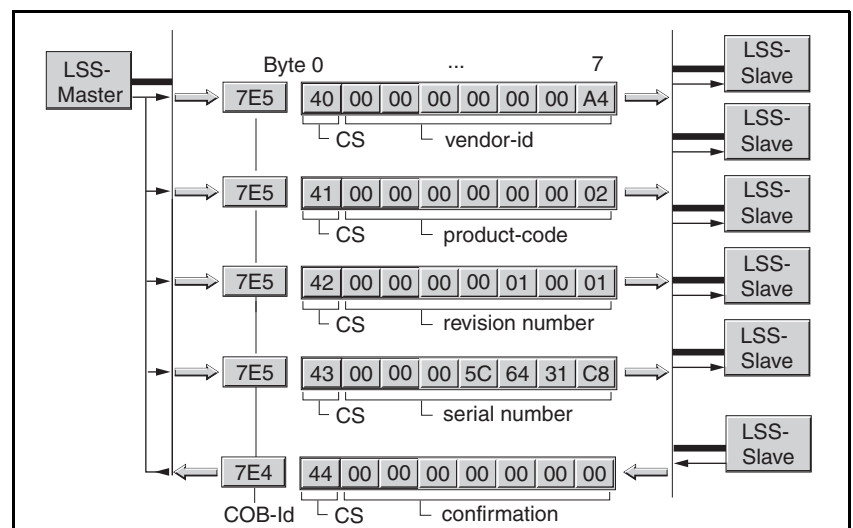 LSS-
Master
Byte 0 ... 7
LSS-
Slave
7E5 40 00 00 00 00 00 00 A4
CS vendor-id
LSS-
Slave
7E5 41 00 00 00 00 00 00 02
CS product-code
LSS-
Slave
7E5 42 00 00 00 00 01 00 01
CS revision number
LSS-
Slave
7E5 43 00 00 00 5C 64 31 C8
CS serial number
LSS-
Slave
7E4 44 00 00 00 00 00 00 00
COB-Id CS confirmation
LSS-
Slave